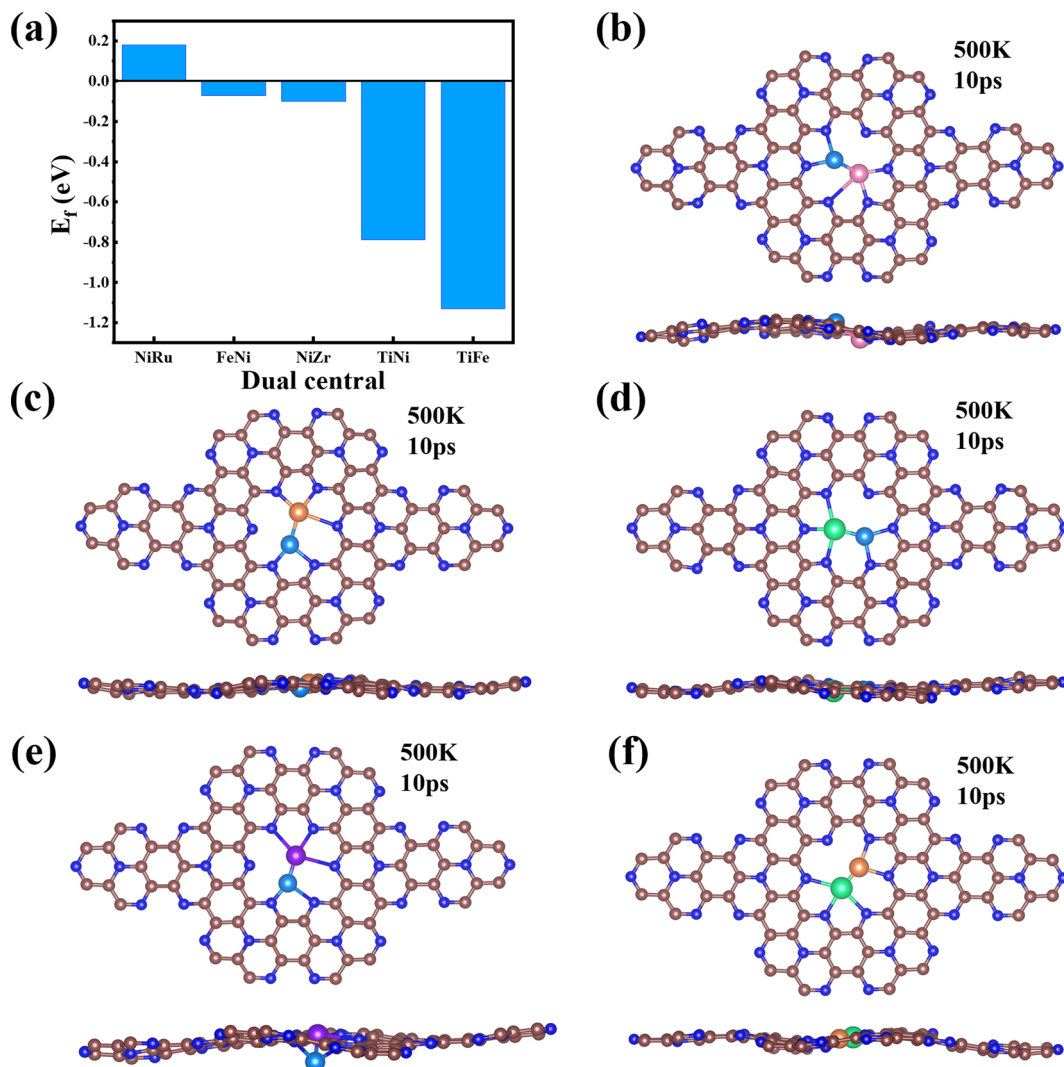 (a)
0.2
0.0
-0.2
-0.4
-0.6
-0.8
-1.0
-1.2
E_f (eV)
NiRu FeNi NiZr TiNi TiFe
Dual central
(b)
500K
10ps
(c)
500K
10ps
(d)
500K
10ps
(e)
500K
10ps
(f)
500K
10ps